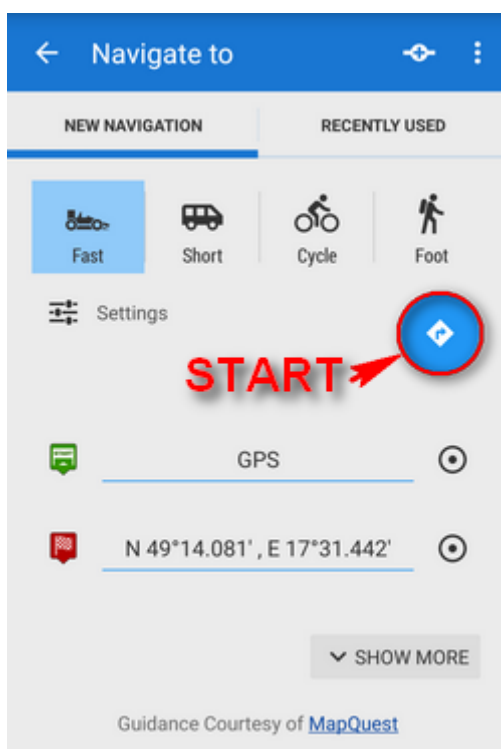 Navigate to
NEW NAVIGATION RECENTLY USED
Fast Short Cycle Foot
Settings
START
GPS
N 49°14.081' , E 17°31.442'
SHOW MORE
Guidance Courtesy of MapQuest